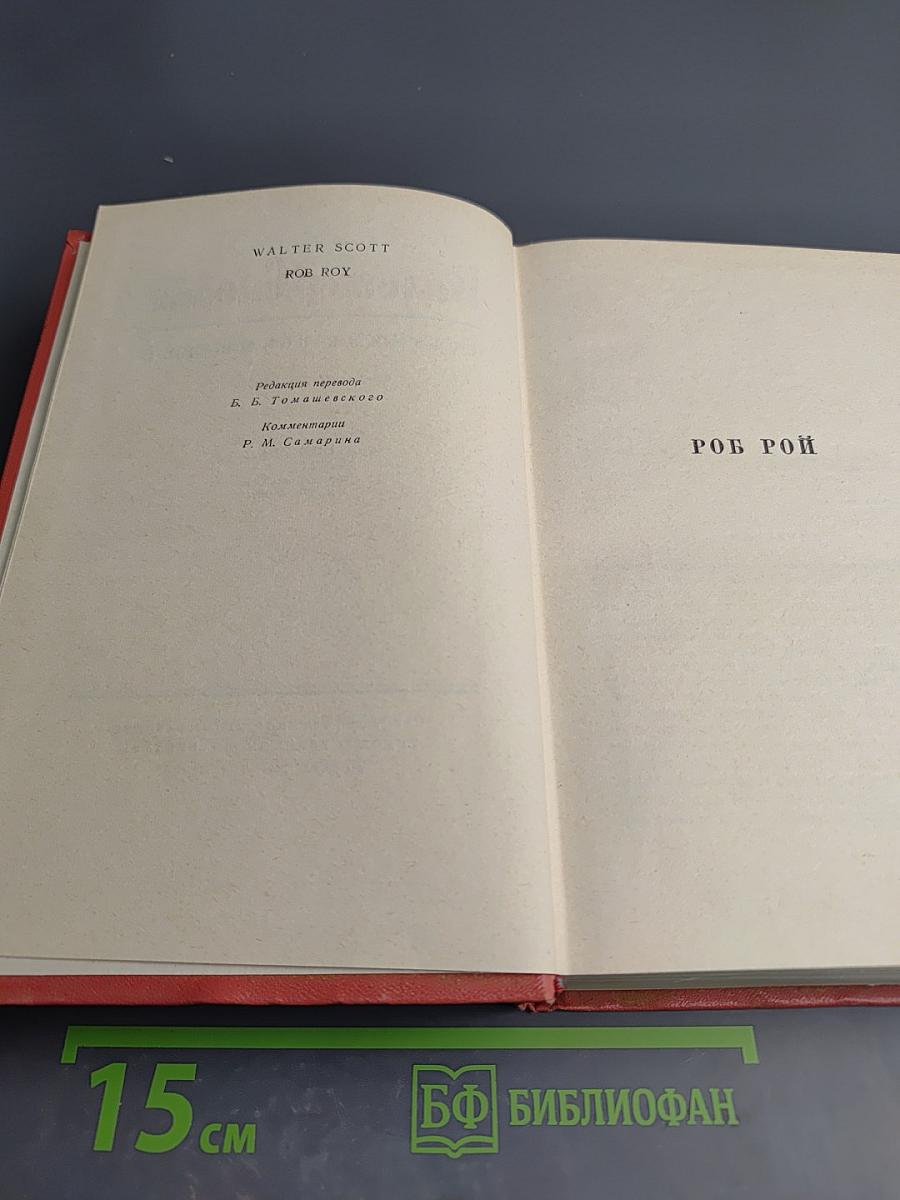 WALTER SCOTT
ROB ROY
Редакция перевода
Б. Б. Томашевского
Комментарии
Р. М. Самарина
РОБ РОЙ
15 см
БФ БИБЛИОФАН